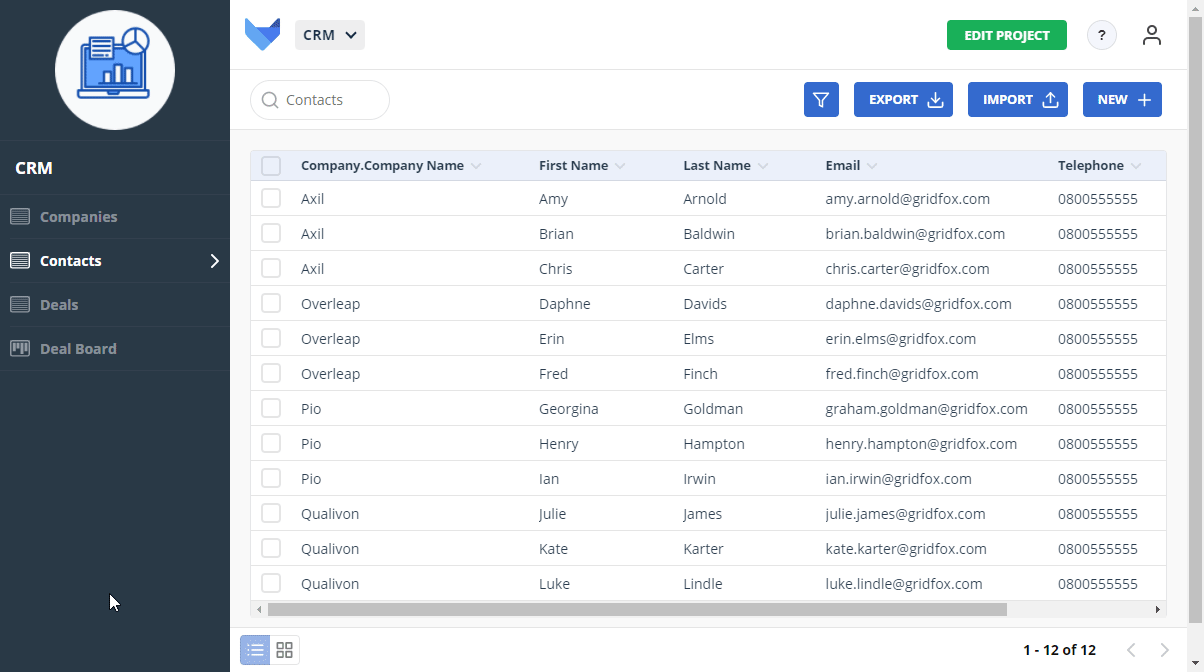 CRM
EDIT PROJECT
?
Contacts
EXPORT
IMPORT
NEW
CRM
Companies
Contacts
Deals
Deal Board
Company.Company Name First Name Last Name Email Telephone
Axil Amy Arnold amy.arnold@gridfox.com 0800555555
Axil Brian Baldwin brian.baldwin@gridfox.com 0800555555
Axil Chris Carter chris.carter@gridfox.com 0800555555
Overleap Daphne Davids daphne.davids@gridfox.com 0800555555
Overleap Erin Elms erin.elms@gridfox.com 0800555555
Overleap Fred Finch fred.finch@gridfox.com 0800555555
Pio Georgina Goldman graham.goldman@gridfox.com 0800555555
Pio Henry Hampton henry.hampton@gridfox.com 0800555555
Pio Ian Irwin ian.irwin@gridfox.com 0800555555
Qualivon Julie James julie.james@gridfox.com 0800555555
Qualivon Kate Karter kate.karter@gridfox.com 0800555555
Qualivon Luke Lindle luke.lindle@gridfox.com 0800555555
1 - 12 of 12